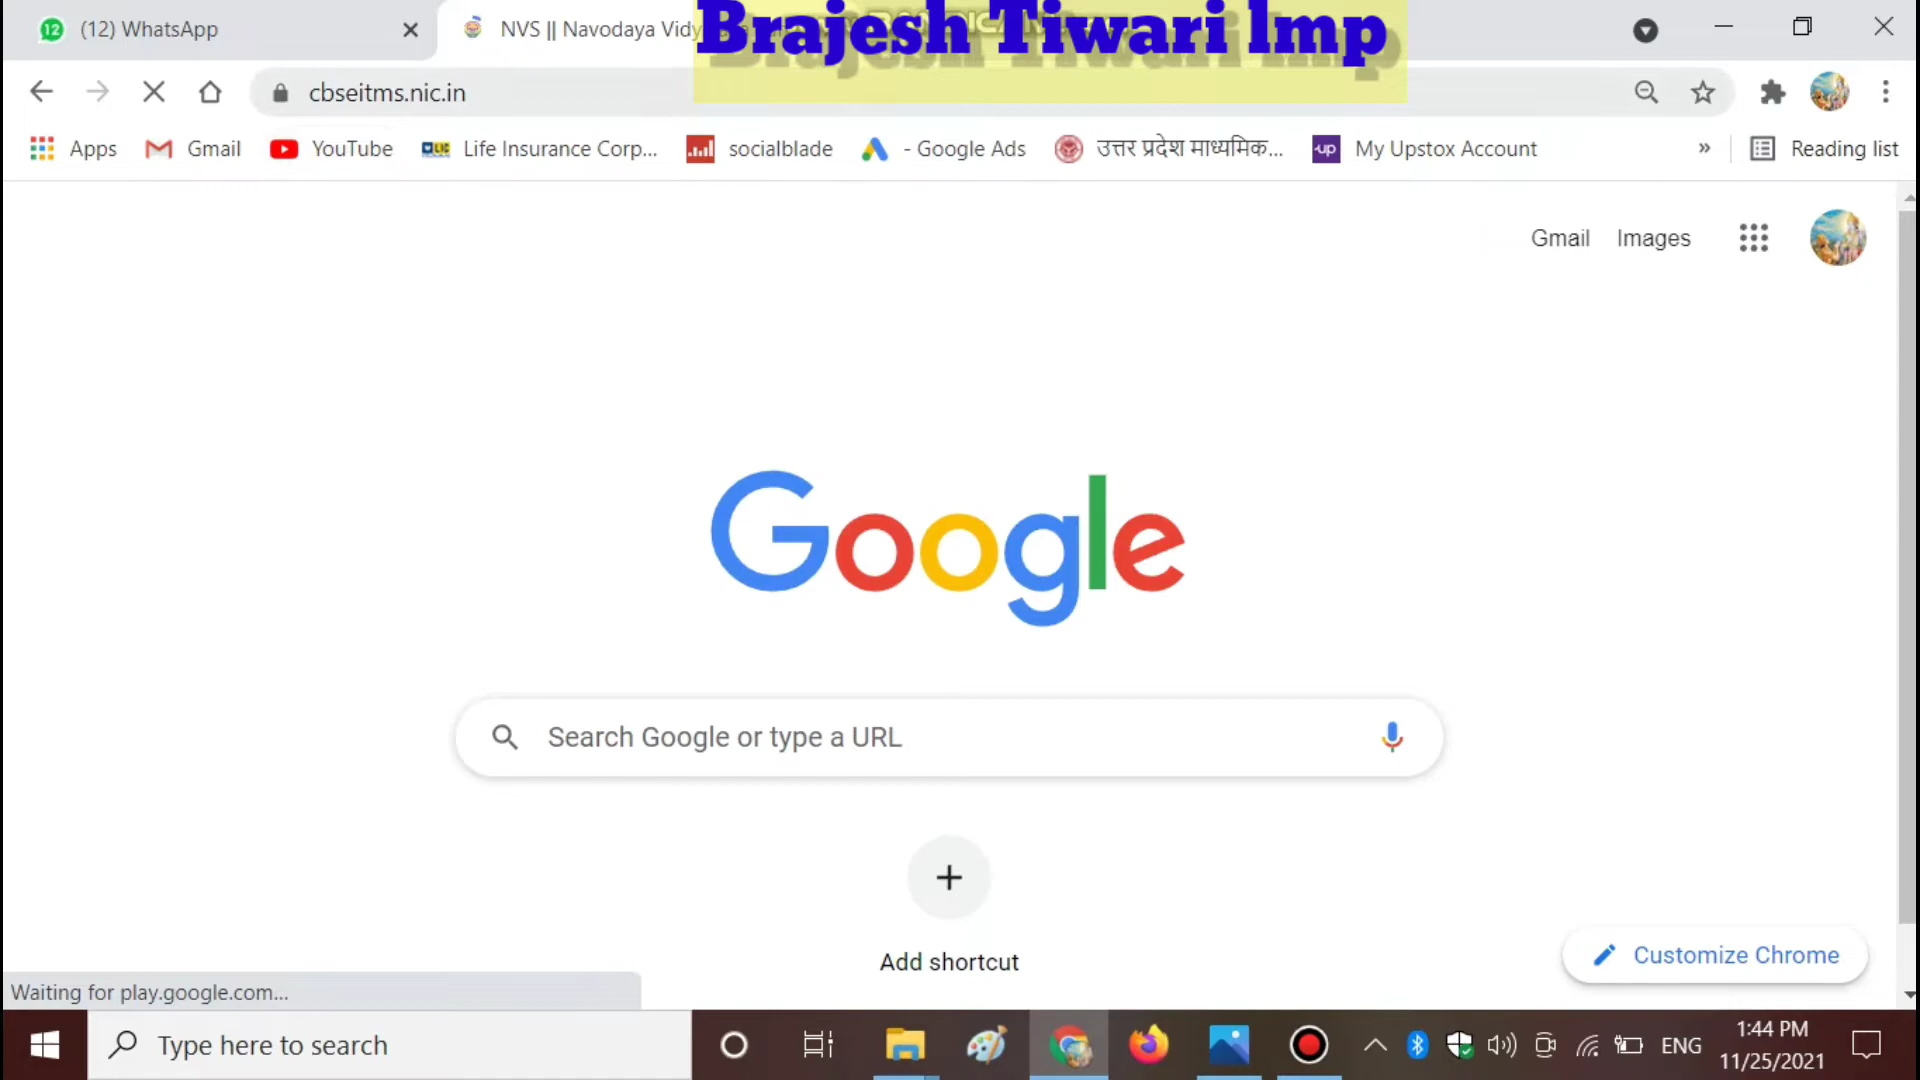 12 (12) WhatsApp
NVS || Navodaya Vidy
Brajesh Tiwari Imp
cbseitms.nic.in
Apps Gmail YouTube LIC Life Insurance Corp... socialblade - Google Ads उत्तर प्रदेश माध्यमिक... up My Upstox Account » Reading list
Gmail Images
Google
Search Google or type a URL
Add shortcut
Customize Chrome
Waiting for play.google.com...
Type here to search
ENG
1:44 PM
11/25/2021